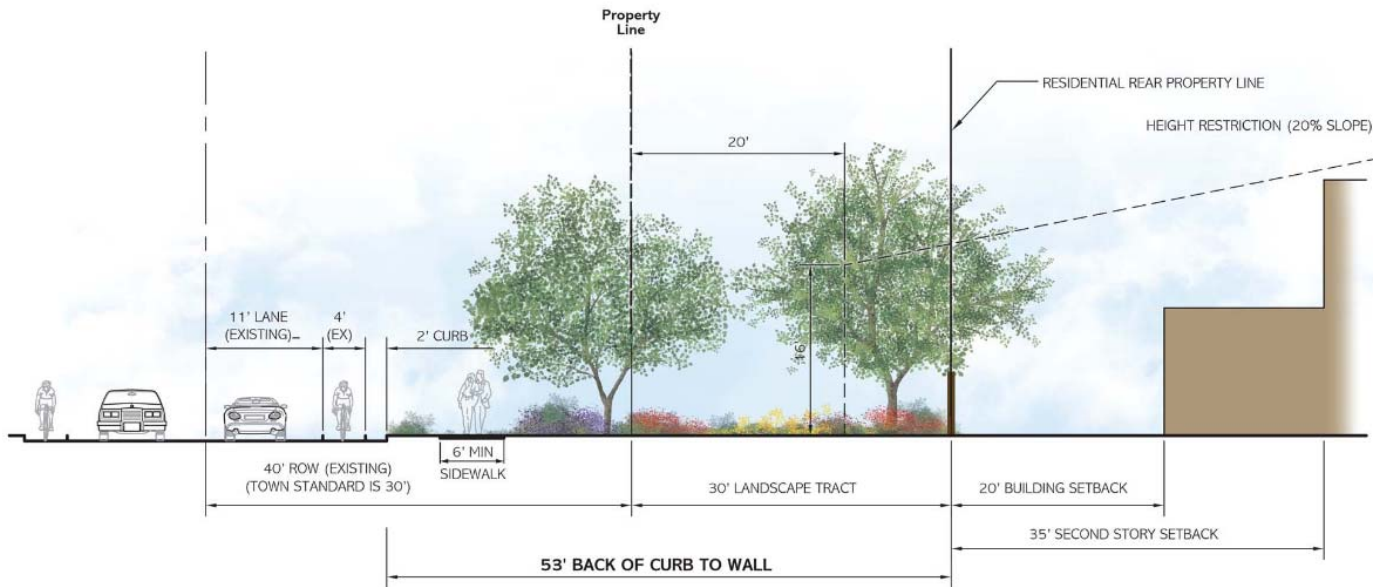 Property
Line
RESIDENTIAL REAR PROPERTY LINE
HEIGHT RESTRICTION (20% SLOPE)
20'
11' LANE
(EXISTING)
4'
(EX)
2' CURB
16'
6' MIN
SIDEWALK
40' ROW (EXISTING)
(TOWN STANDARD IS 30')
30' LANDSCAPE TRACT
20' BUILDING SETBACK
35' SECOND STORY SETBACK
53' BACK OF CURB TO WALL